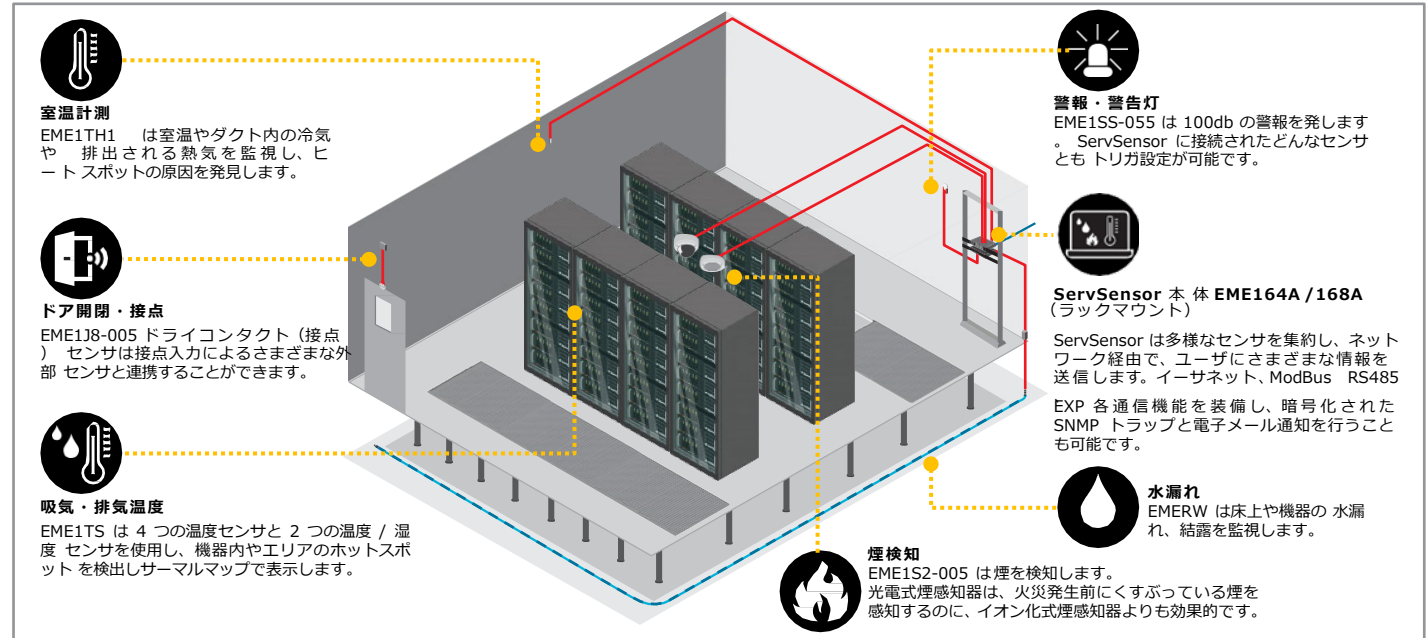 室温計測
EME1TH1 は室温やダクト内の冷気
や 排出される熱気を監視し、ヒ
ート スポットの原因を発見します。
ドア開閉・接点
EME1J8-005 ドライコンタクト（接点
） センサは接点入力によるさまざまな外
部 センサと連携することができます。
吸気・排気温度
EME1TS は 4 つの温度センサと 2 つの温度 / 湿
度 センサを使用し、機器内やエリアのホットスポ
ット を検出しサーマルマップで表示します。
警報・警告灯
EME1SS-055 は 100db の警報を発します
。 ServSensor に接続されたどんなセンサ
とも トリガ設定が可能です。
ServSensor 本 体 EME164A /168A
（ラックマウント）
ServSensor は多様なセンサを集約し、ネット
ワーク経由で、ユーザにさまざまな情報を
送信します。イーサネット、ModBus RS485
EXP 各通信機能を装備し、暗号化された
SNMP トラップと電子メール通知を行うこと
も可能です。
水漏れ
EMERW は床上や機器の 水漏
れ、結露を監視します。
煙検知
EME1S2-005 は煙を検知します。
光電式煙感知器は、火災発生前にくすぶっている煙を
感知するのに、イオン化式煙感知器よりも効果的です。